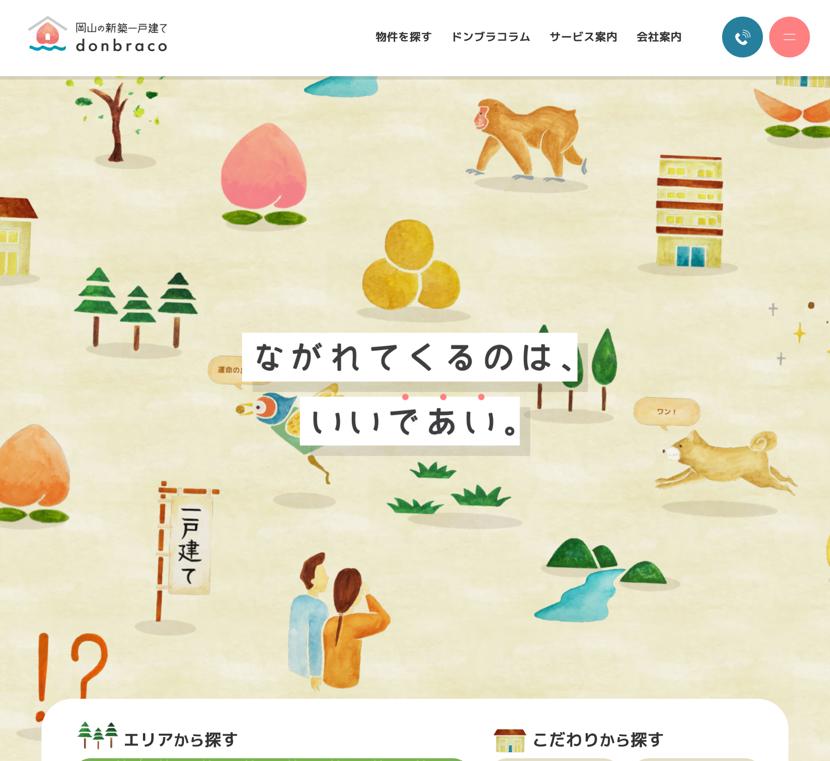 岡山の新築一戸建て
donbraco
物件を探す ドンブラコラム サービス案内 会社案内
ながれてくるのは、
運命の
いいであい。
ワン！
一戸建て
!?
エリアから探す こだわりから探す